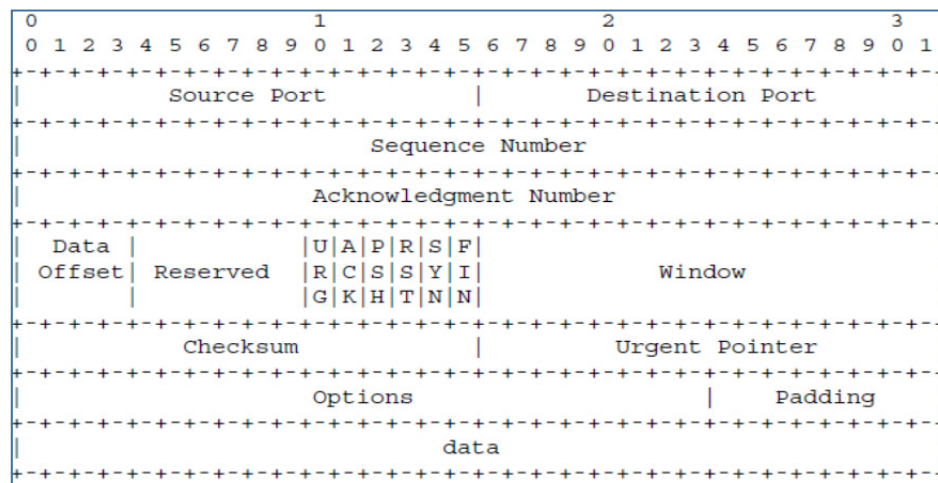 0                   1                   2                   3
0 1 2 3 4 5 6 7 8 9 0 1 2 3 4 5 6 7 8 9 0 1 2 3 4 5 6 7 8 9 0 1
+-+-+-+-+-+-+-+-+-+-+-+-+-+-+-+-+-+-+-+-+-+-+-+-+-+-+-+-+-+-+-+-
|          Source Port          |       Destination Port
+-+-+-+-+-+-+-+-+-+-+-+-+-+-+-+-+-+-+-+-+-+-+-+-+-+-+-+-+-+-+-+-
|                        Sequence Number
+-+-+-+-+-+-+-+-+-+-+-+-+-+-+-+-+-+-+-+-+-+-+-+-+-+-+-+-+-+-+-+-
|                    Acknowledgment Number
+-+-+-+-+-+-+-+-+-+-+-+-+-+-+-+-+-+-+-+-+-+-+-+-+-+-+-+-+-+-+-+-
|  Data |           |U|A|P|R|S|F|
| Offset| Reserved  |R|C|S|S|Y|I|            Window
|       |           |G|K|H|T|N|N|
+-+-+-+-+-+-+-+-+-+-+-+-+-+-+-+-+-+-+-+-+-+-+-+-+-+-+-+-+-+-+-+-
|           Checksum            |         Urgent Pointer
+-+-+-+-+-+-+-+-+-+-+-+-+-+-+-+-+-+-+-+-+-+-+-+-+-+-+-+-+-+-+-+-
|                    Options                    |    Padding
+-+-+-+-+-+-+-+-+-+-+-+-+-+-+-+-+-+-+-+-+-+-+-+-+-+-+-+-+-+-+-+-
|                             data
+-+-+-+-+-+-+-+-+-+-+-+-+-+-+-+-+-+-+-+-+-+-+-+-+-+-+-+-+-+-+-+-